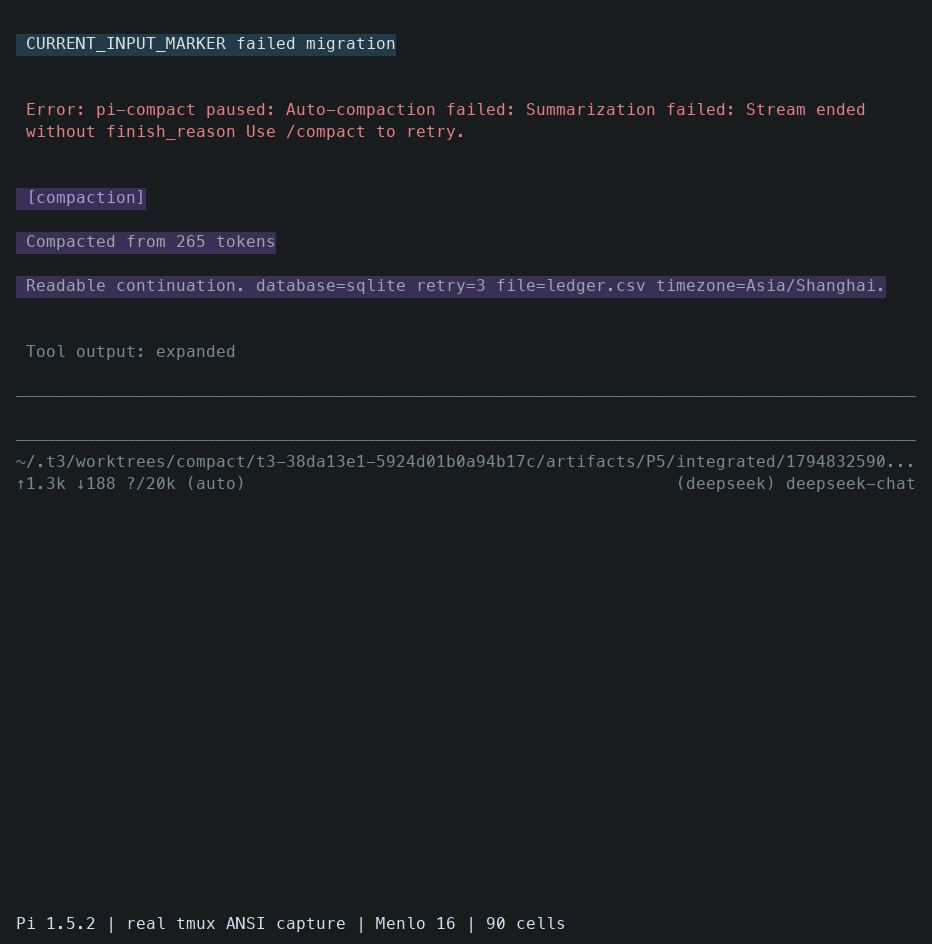 CURRENT_INPUT_MARKER failed migration
Error: pi-compact paused: Auto-compaction failed: Summarization failed: Stream ended
without finish_reason Use /compact to retry.
[compaction]
Compacted from 265 tokens
Readable continuation. database=sqlite retry=3 file=ledger.csv timezone=Asia/Shanghai.
Tool output: expanded
~/.t3/worktrees/compact/t3-38da13e1-5924d01b0a94b17c/artifacts/P5/integrated/1794832590...
↑1.3k ↓188 ?/20k (auto) (deepseek) deepseek-chat
Pi 1.5.2 | real tmux ANSI capture | Menlo 16 | 90 cells